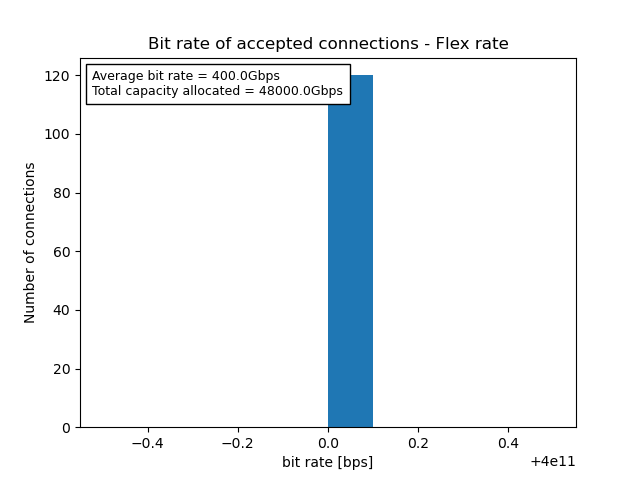 Bit rate of accepted connections - Flex rate
Average bit rate = 400.0Gbps
Total capacity allocated = 48000.0Gbps
120
100
80
60
40
20
0
Number of connections
−0.4 −0.2 0.0 0.2 0.4
bit rate [bps]
+4e11